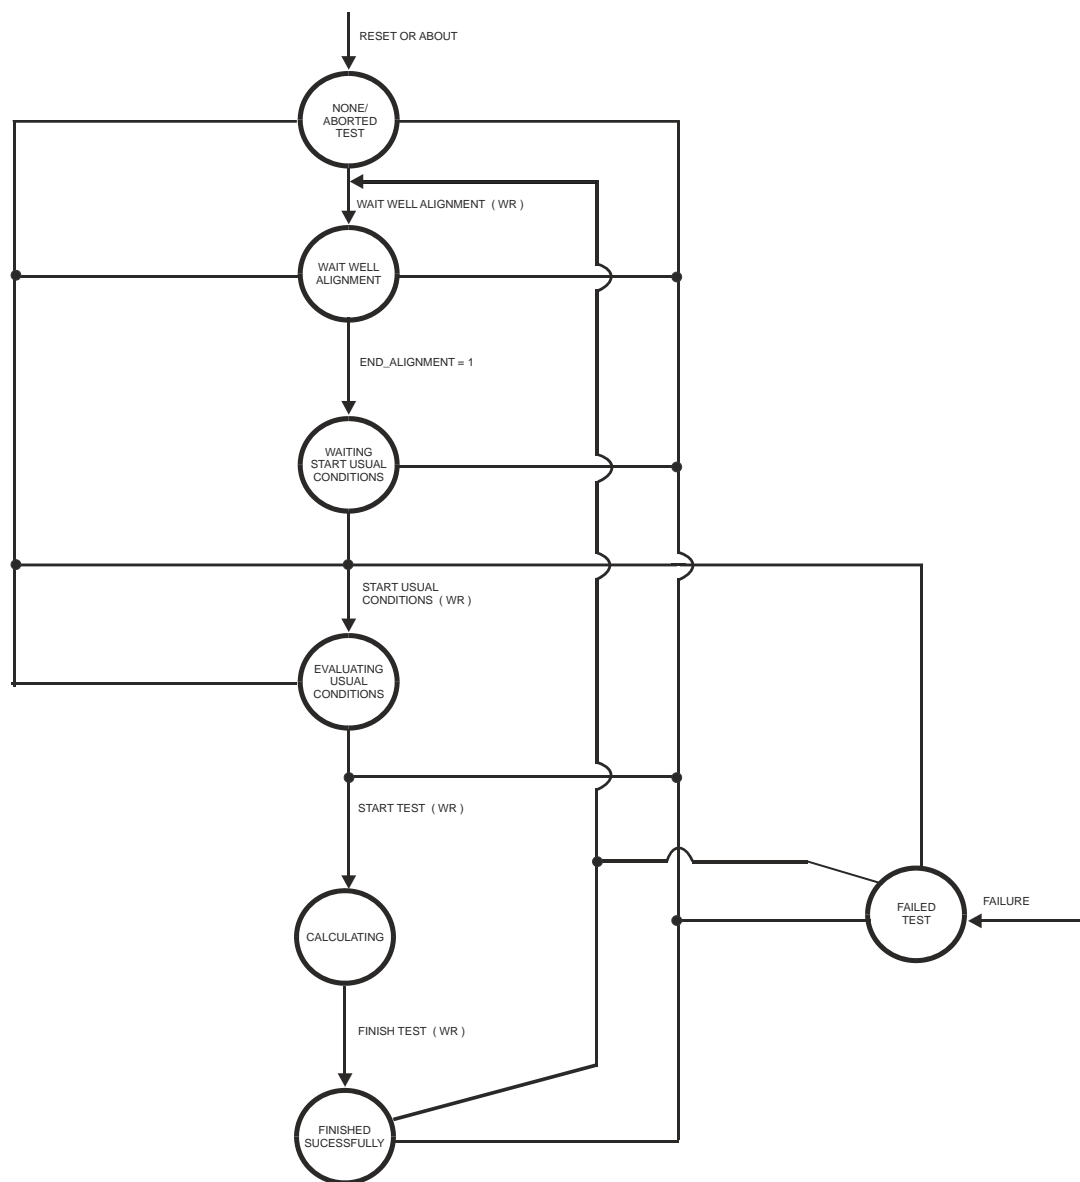 RESET OR ABOUT
NONE/
ABORTED
TEST
WAIT WELL ALIGNMENT ( WR )
WAIT WELL
ALIGNMENT
END_ALIGNMENT = 1
WAITING
START USUAL
CONDITIONS
START USUAL
CONDITIONS ( WR )
EVALUATING
USUAL
CONDITIONS
START TEST ( WR )
FAILED
TEST
FAILURE
CALCULATING
FINISH TEST ( WR )
FINISHED
SUCESSFULLY